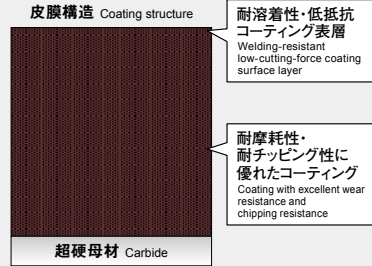 皮膜構造 Coating structure
耐溶着性・低抵抗
コーティング表層
Welding-resistant
low-cutting-force coating
surface layer
耐摩耗性・
耐チッピング性に
優れたコーティング
Coating with excellent wear
resistance and
chipping resistance
超硬母材 Carbide